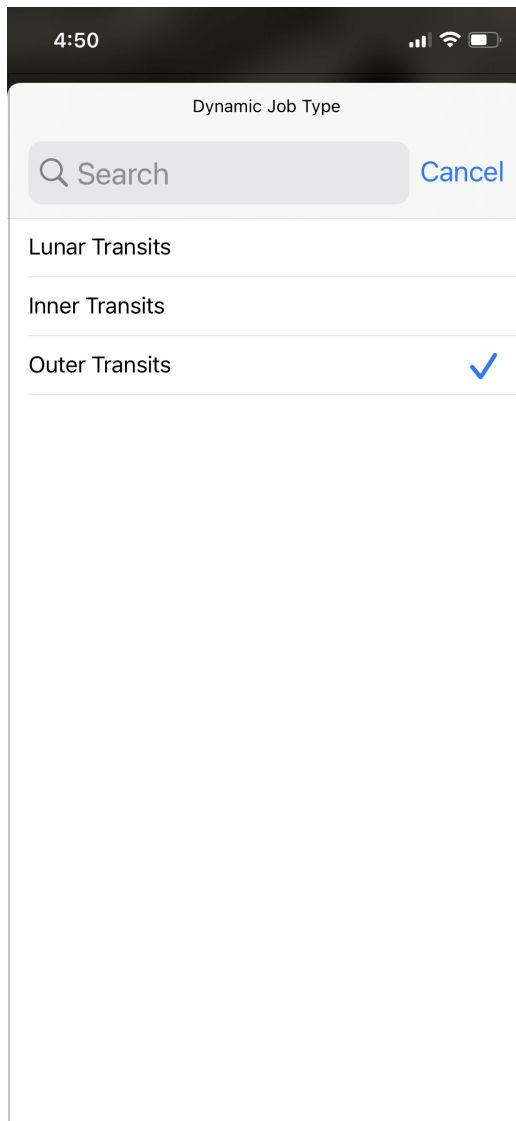 4:50
Dynamic Job Type
Search
Cancel
Lunar Transits
Inner Transits
Outer Transits